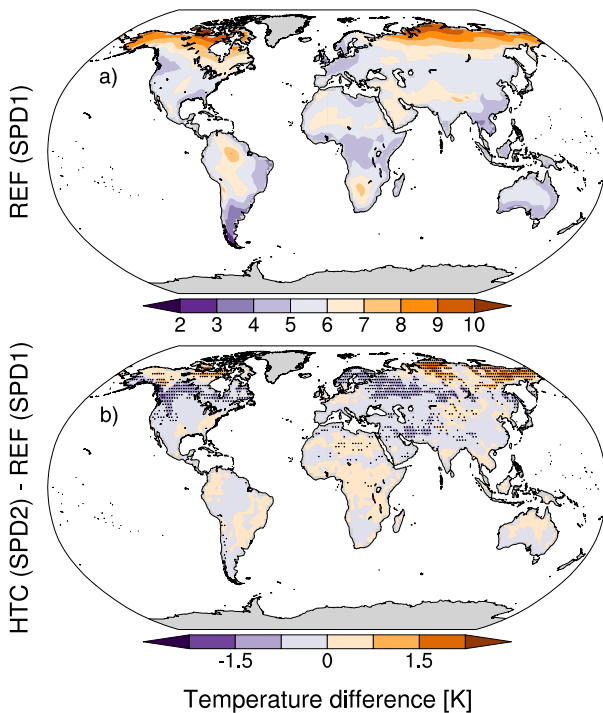 REF (SPD1)
a)
2 3 4 5 6 7 8 9 10
HTC (SPD2) - REF (SPD1)
b)
-1.5 0 1.5
Temperature difference [K]